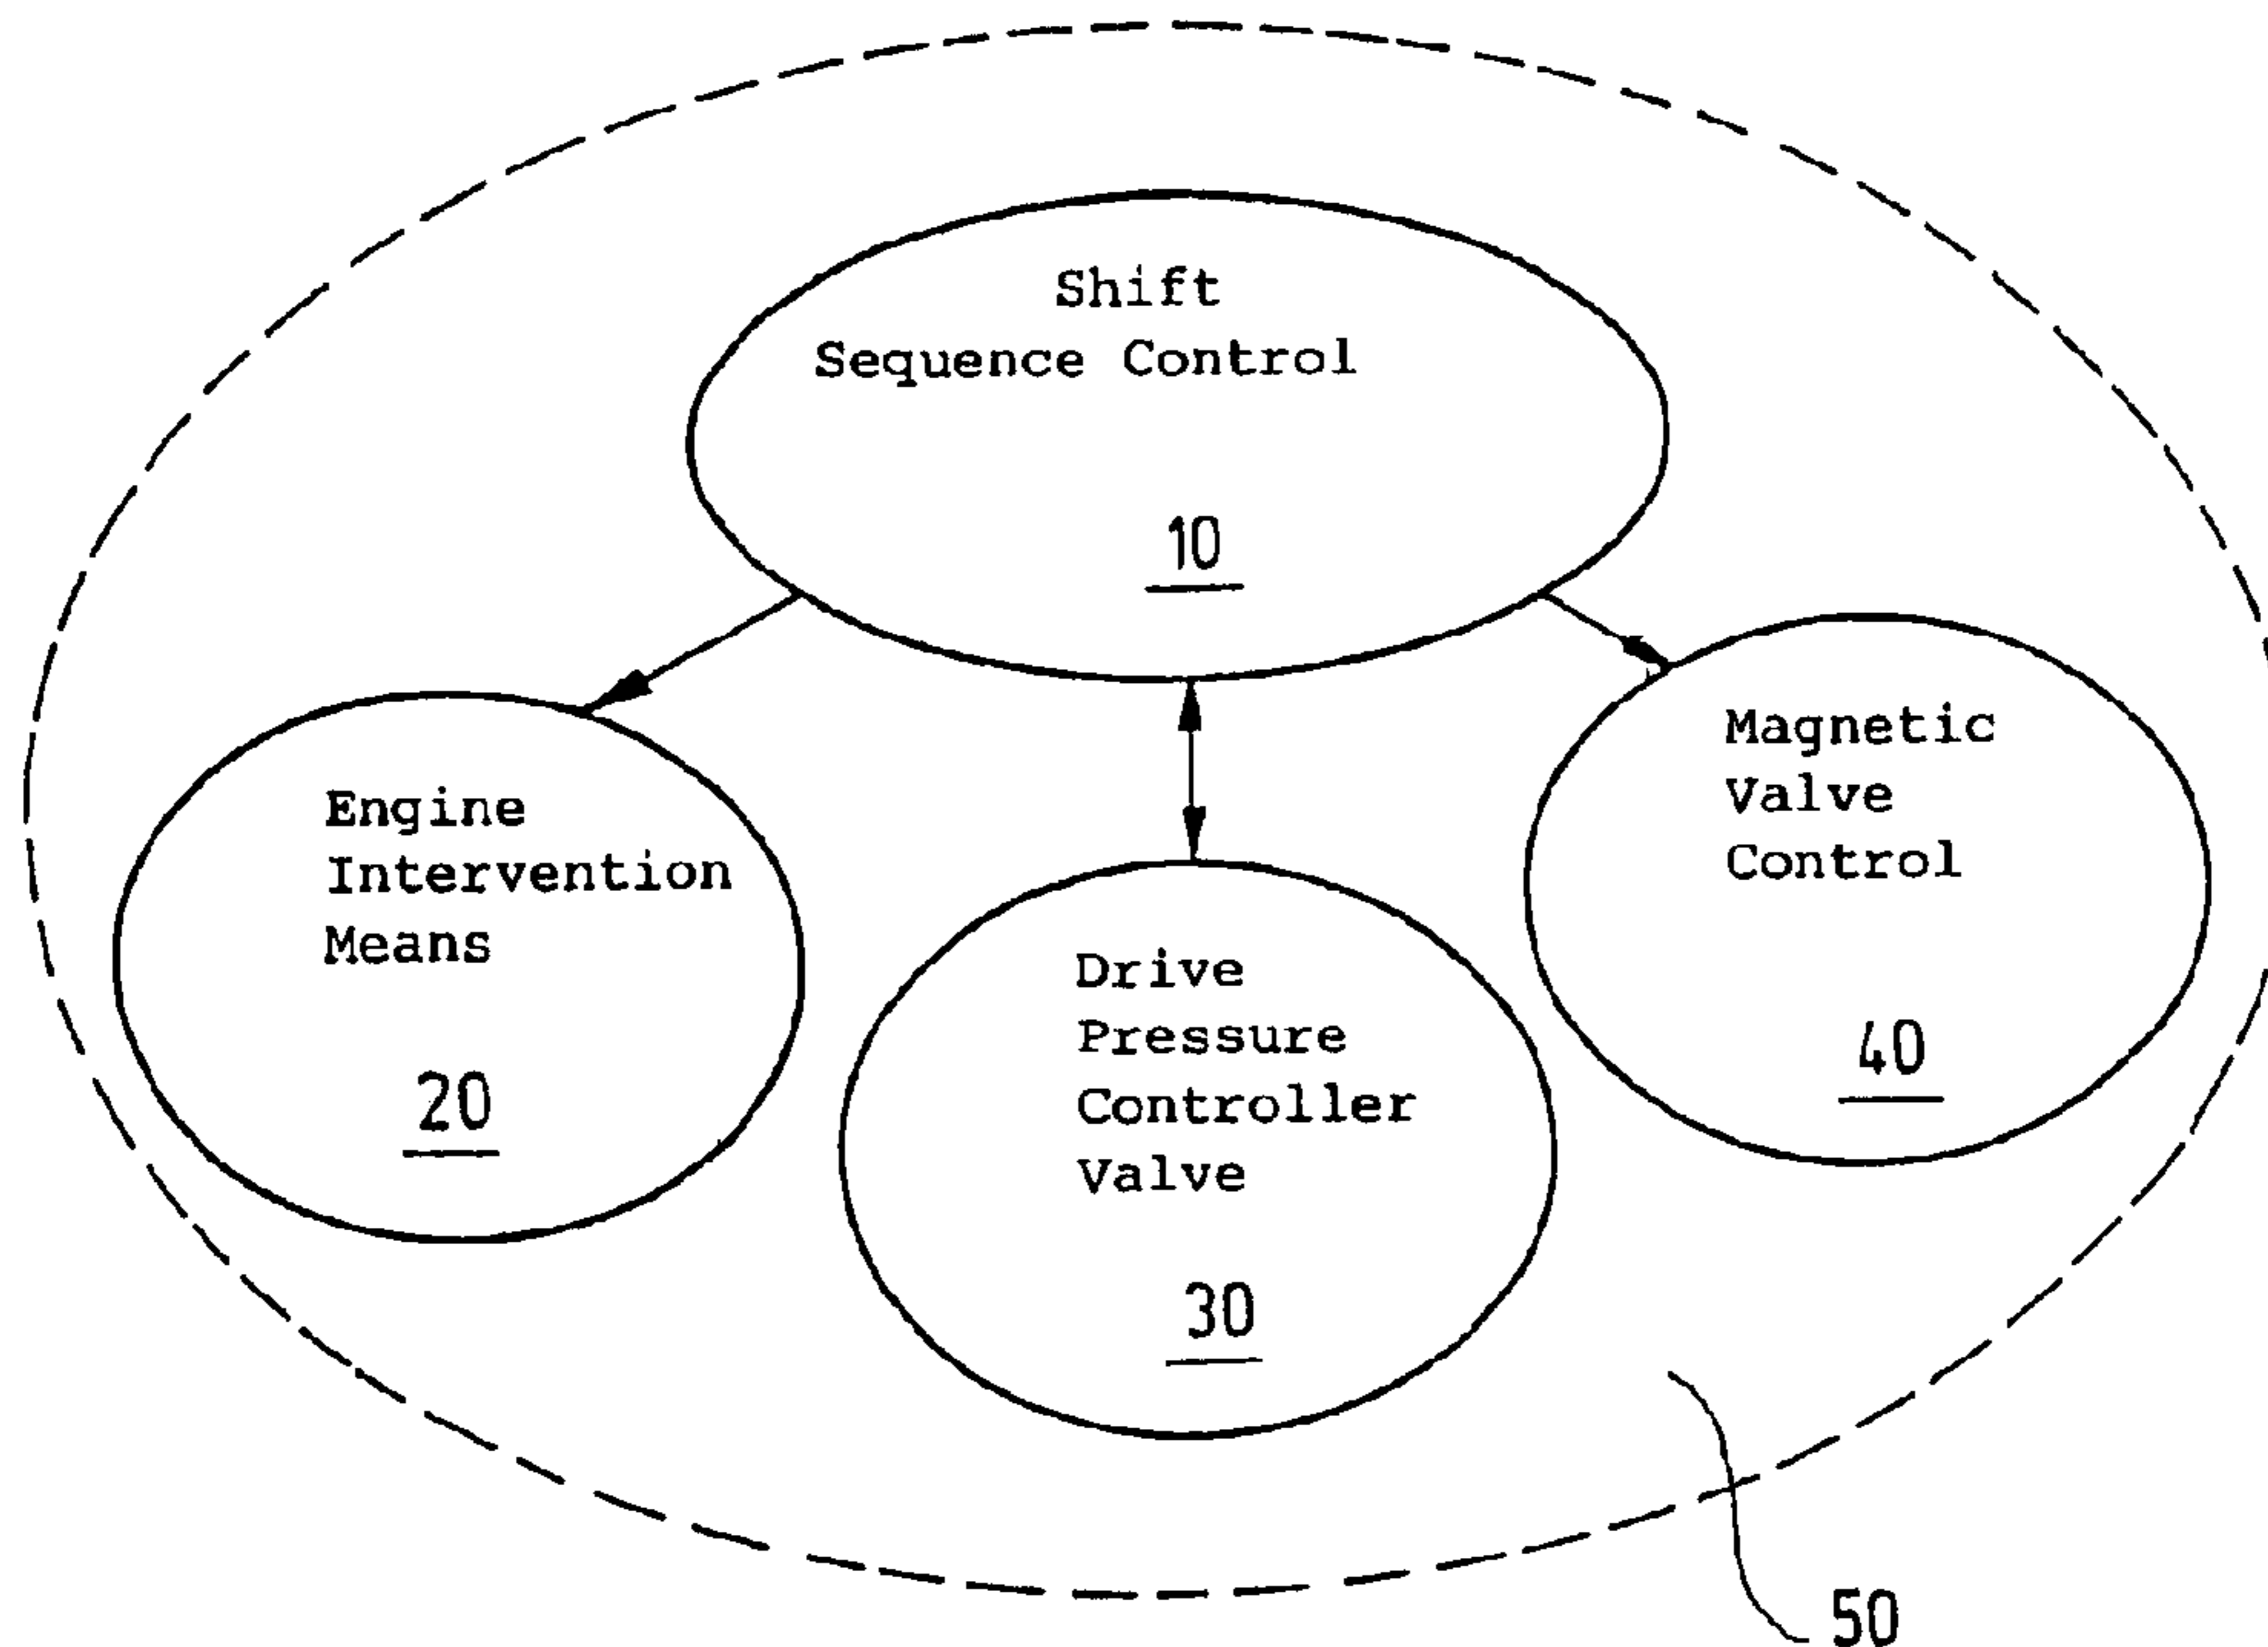 Shift
Sequence Control
10
Engine
Intervention
Means
20
Drive
Pressure
Controller
Valve
30
Magnetic
Valve
Control
40
50